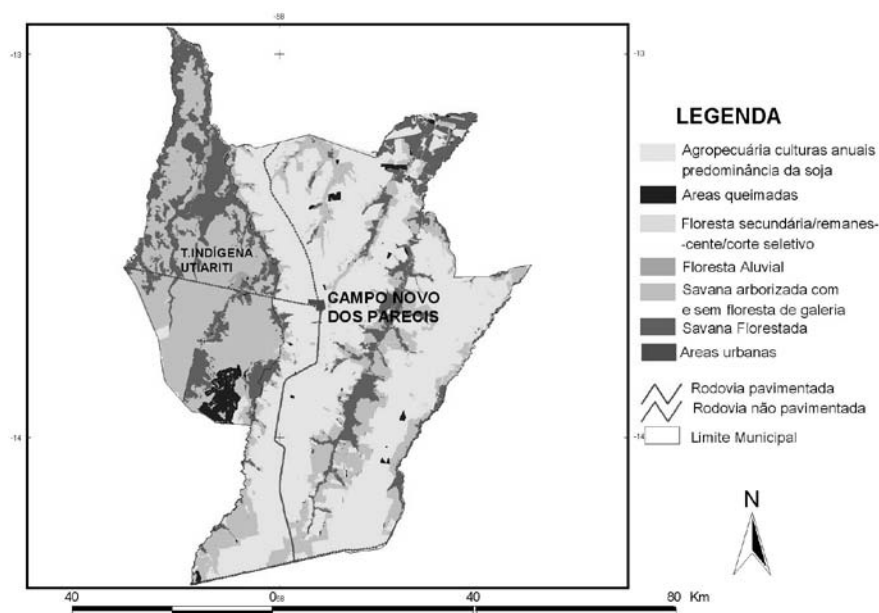 -58
-13
-13
LEGENDA
Agropecuária culturas anuais
predominância da soja
Areas queimadas
Floresta secundária/remanes-
-cente/corte seletivo
Floresta Aluvial
Savana arborizada com
e sem floresta de galeria
Savana Florestada
Areas urbanas
T.INDÍGENA
UTIARITI
CAMPO NOVO
DOS PARECIS
Rodovia pavimentada
Rodovia não pavimentada
Limite Municipal
-14
-14
N
40
0
-58
40
80 Km